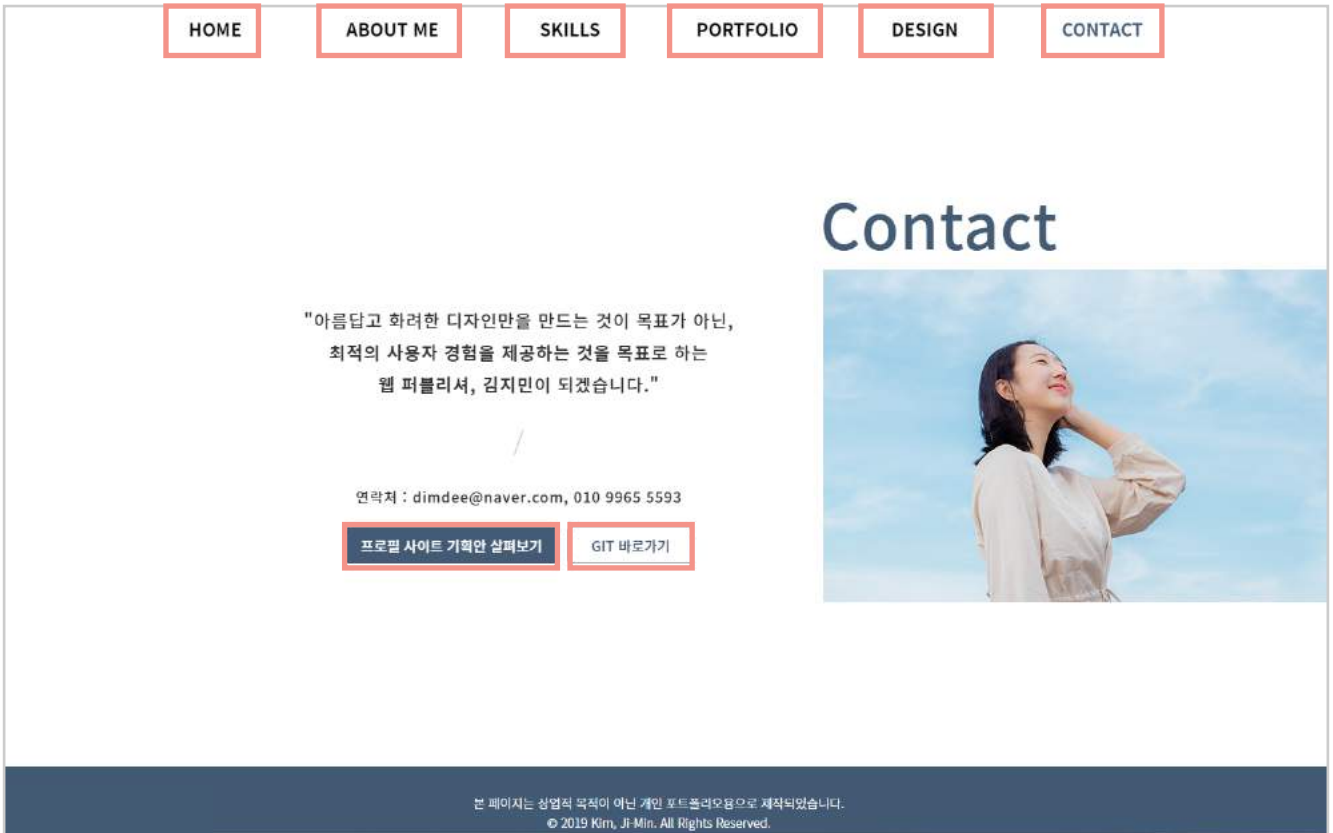 HOME ABOUT ME SKILLS PORTFOLIO DESIGN CONTACT
Contact
"아름답고 화려한 디자인만을 만드는 것이 목표가 아닌,
최적의 사용자 경험을 제공하는 것을 목표로 하는
웹 퍼블리셔, 김지민이 되겠습니다."
/
연락처 : dimdee@naver.com, 010 9965 5593
프로필 사이트 기획안 살펴보기 GIT 바로가기
본 페이지는 상업적 목적이 아닌 개인 포트폴리오용으로 제작되었습니다.
© 2019 Kim, Ji-Min. All Rights Reserved.